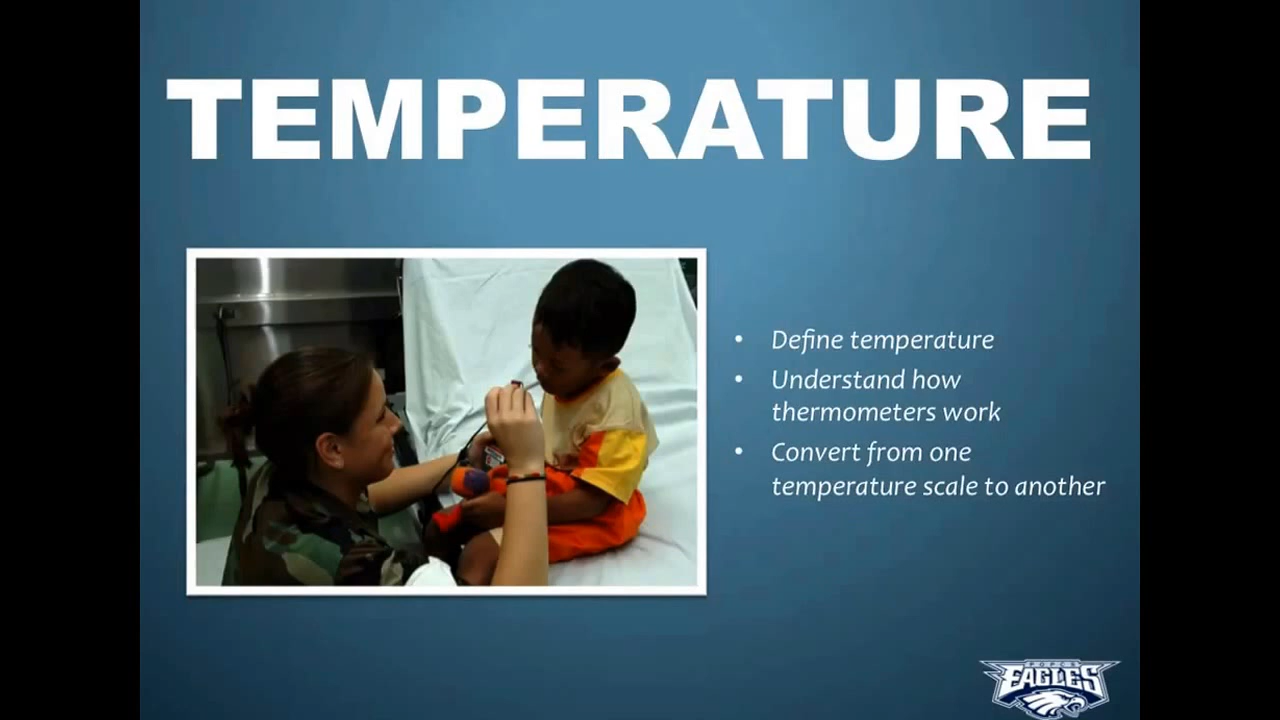 TEMPERATURE
• Define temperature
• Understand how
thermometers work
• Convert from one
temperature scale to another
EAGLES